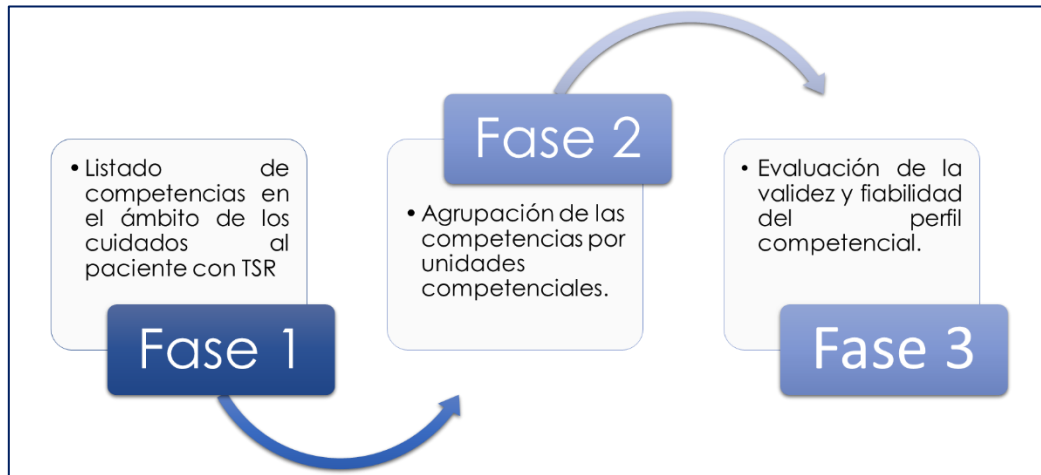 • Listado de
competencias en
el ámbito de los
cuidados al
paciente con TSR
Fase 1
Fase 2
• Agrupación de las
competencias por
unidades
competenciales.
• Evaluación de la
validez y fiabilidad
del perfil
competencial.
Fase 3